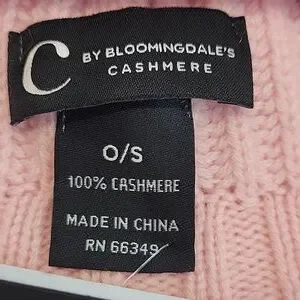 C BY BLOOMINGDALE'S
CASHMERE
O/S
100% CASHMERE
MADE IN CHINA
RN 66349